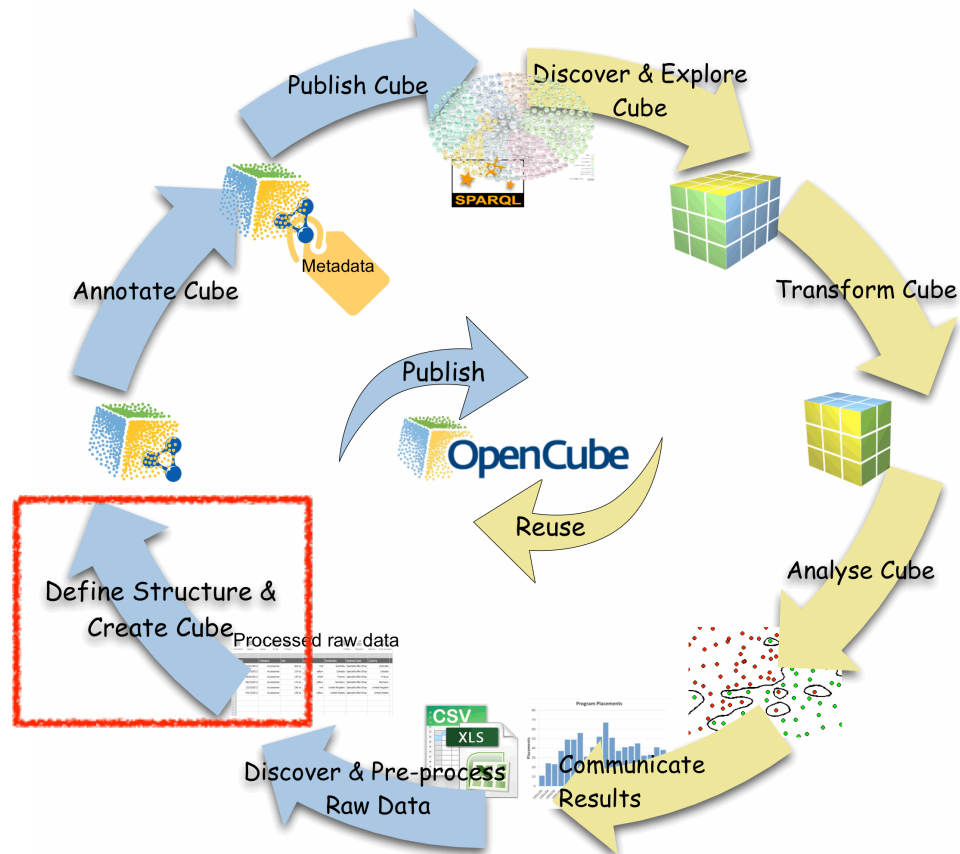 Publish Cube
Discover & Explore
Cube
SPARQL
Metadata
Annotate Cube
Transform Cube
Publish
OpenCube
Reuse
Analyse Cube
Define Structure &
Create Cube
Processed raw data
Program Placements
Placements
CSV
XLS
Communicate
Results
Discover & Pre-process
Raw Data